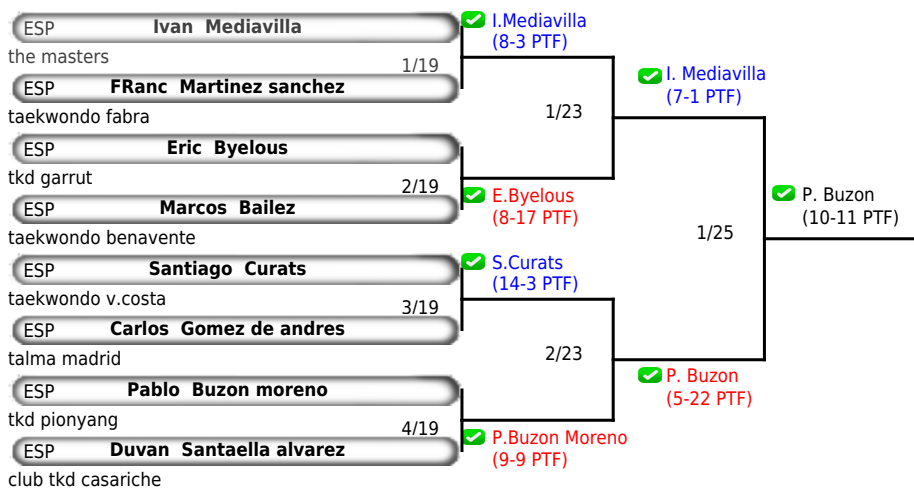 ESP Ivan Mediavilla
I.Mediavilla
(8-3 PTF)
the masters
1/19
ESP FRanc Martinez sanchez
I. Mediavilla
(7-1 PTF)
taekwondo fabra
1/23
ESP Eric Byelous
tkd garrut
2/19
E.Byelous
(8-17 PTF)
ESP Marcos Bailez
P. Buzon
(10-11 PTF)
taekwondo benavente
1/25
ESP Santiago Curats
S.Curats
(14-3 PTF)
taekwondo v.costa
3/19
ESP Carlos Gomez de andres
talma madrid
2/23
ESP Pablo Buzon moreno
P. Buzon
(5-22 PTF)
tkd pionyang
4/19
P.Buzon Moreno
(9-9 PTF)
ESP Duvan Santaella alvarez
club tkd casariche